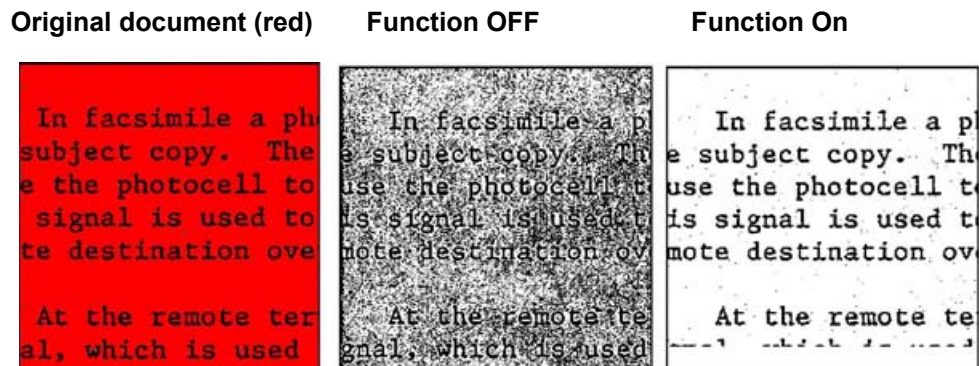 Original document (red)
Function OFF
Function On
In facsimile a ph
subject copy. The
e the photocell to
signal is used to
te destination ove
At the remote ter
al, which is used
In facsimile a p
e subject copy. Th
use the photocell t
is signal is used t
mote destination ov
At the remote te
gnal, which is used
In facsimile a p
e subject copy. Th
use the photocell t
is signal is used t
mote destination ov
At the remote te